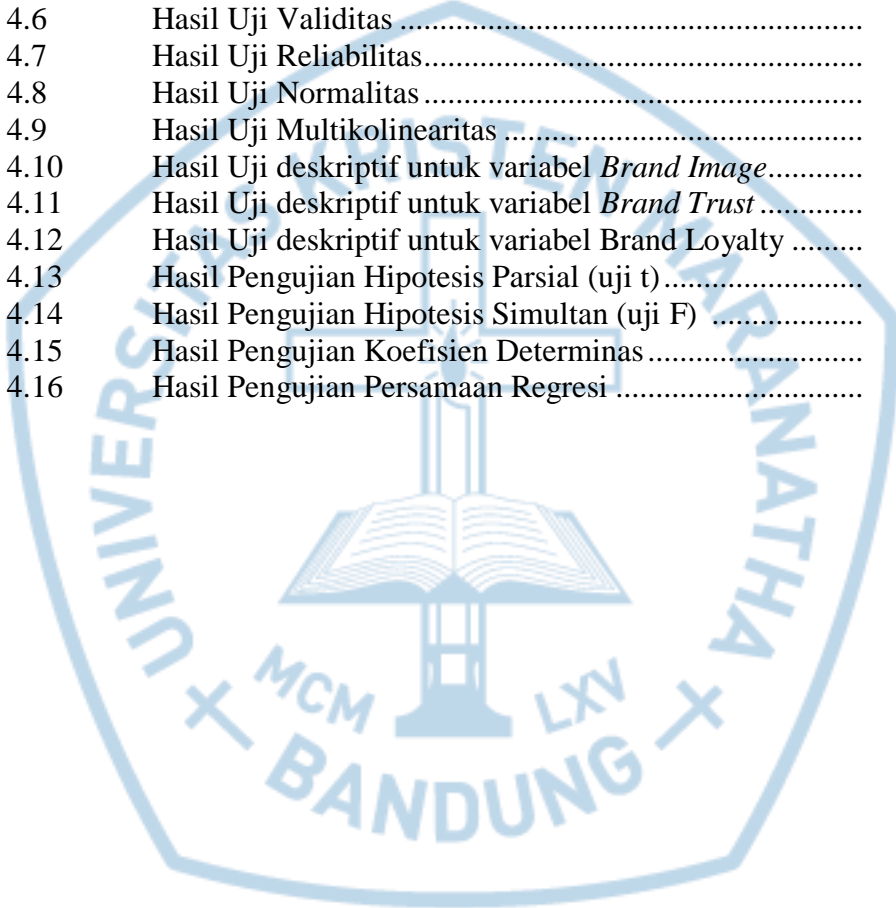 4.6 Hasil Uji Validitas ...............................................................
4.7 Hasil Uji Reliabilitas............................................................
4.8 Hasil Uji Normalitas ............................................................
4.9 Hasil Uji Multikolinearitas ..................................................
4.10 Hasil Uji deskriptif untuk variabel Brand Image.............
4.11 Hasil Uji deskriptif untuk variabel Brand Trust .............
4.12 Hasil Uji deskriptif untuk variabel Brand Loyalty .........
4.13 Hasil Pengujian Hipotesis Parsial (uji t)...........................
4.14 Hasil Pengujian Hipotesis Simultan (uji F) ....................
4.15 Hasil Pengujian Koefisien Determinas.............................
4.16 Hasil Pengujian Persamaan Regresi .................................
UNIVERSITAS KRISTEN MARANATHA
MCM LXV
BANDUNG